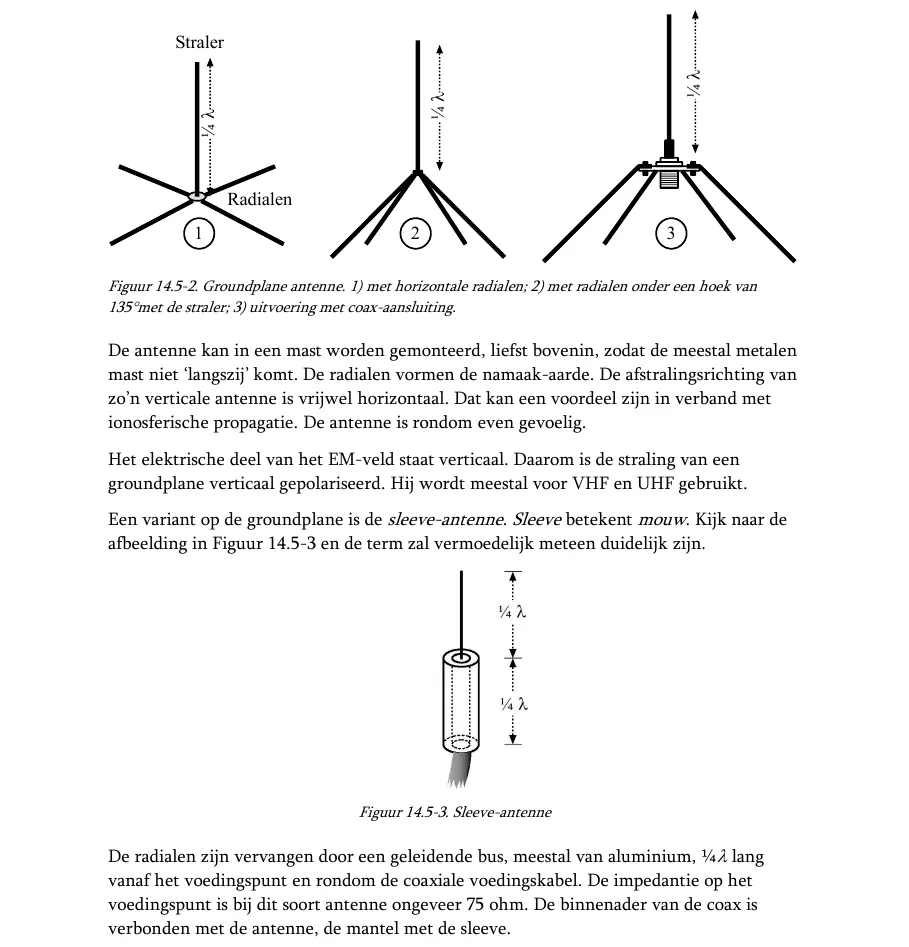 Straler
¼ λ
¼ λ
¼ λ
Radialen
1
2
3
Figuur 14.5-2. Groundplane antenne. 1) met horizontale radialen; 2) met radialen onder een hoek van
135°met de straler; 3) uitvoering met coax-aansluiting.
De antenne kan in een mast worden gemonteerd, liefst bovenin, zodat de meestal metalen
mast niet ‘langszij’ komt. De radialen vormen de namaak-aarde. De afstralingsrichting van
zo’n verticale antenne is vrijwel horizontaal. Dat kan een voordeel zijn in verband met
ionosferische propagatie. De antenne is rondom even gevoelig.
Het elektrische deel van het EM-veld staat verticaal. Daarom is de straling van een
groundplane verticaal gepolariseerd. Hij wordt meestal voor VHF en UHF gebruikt.
Een variant op de groundplane is de sleeve-antenne. Sleeve betekent mouw. Kijk naar de
afbeelding in Figuur 14.5-3 en de term zal vermoedelijk meteen duidelijk zijn.
¼ λ
¼ λ
Figuur 14.5-3. Sleeve-antenne
De radialen zijn vervangen door een geleidende bus, meestal van aluminium, ¼λ lang
vanaf het voedingspunt en rondom de coaxiale voedingskabel. De impedantie op het
voedingspunt is bij dit soort antenne ongeveer 75 ohm. De binnenader van de coax is
verbonden met de antenne, de mantel met de sleeve.